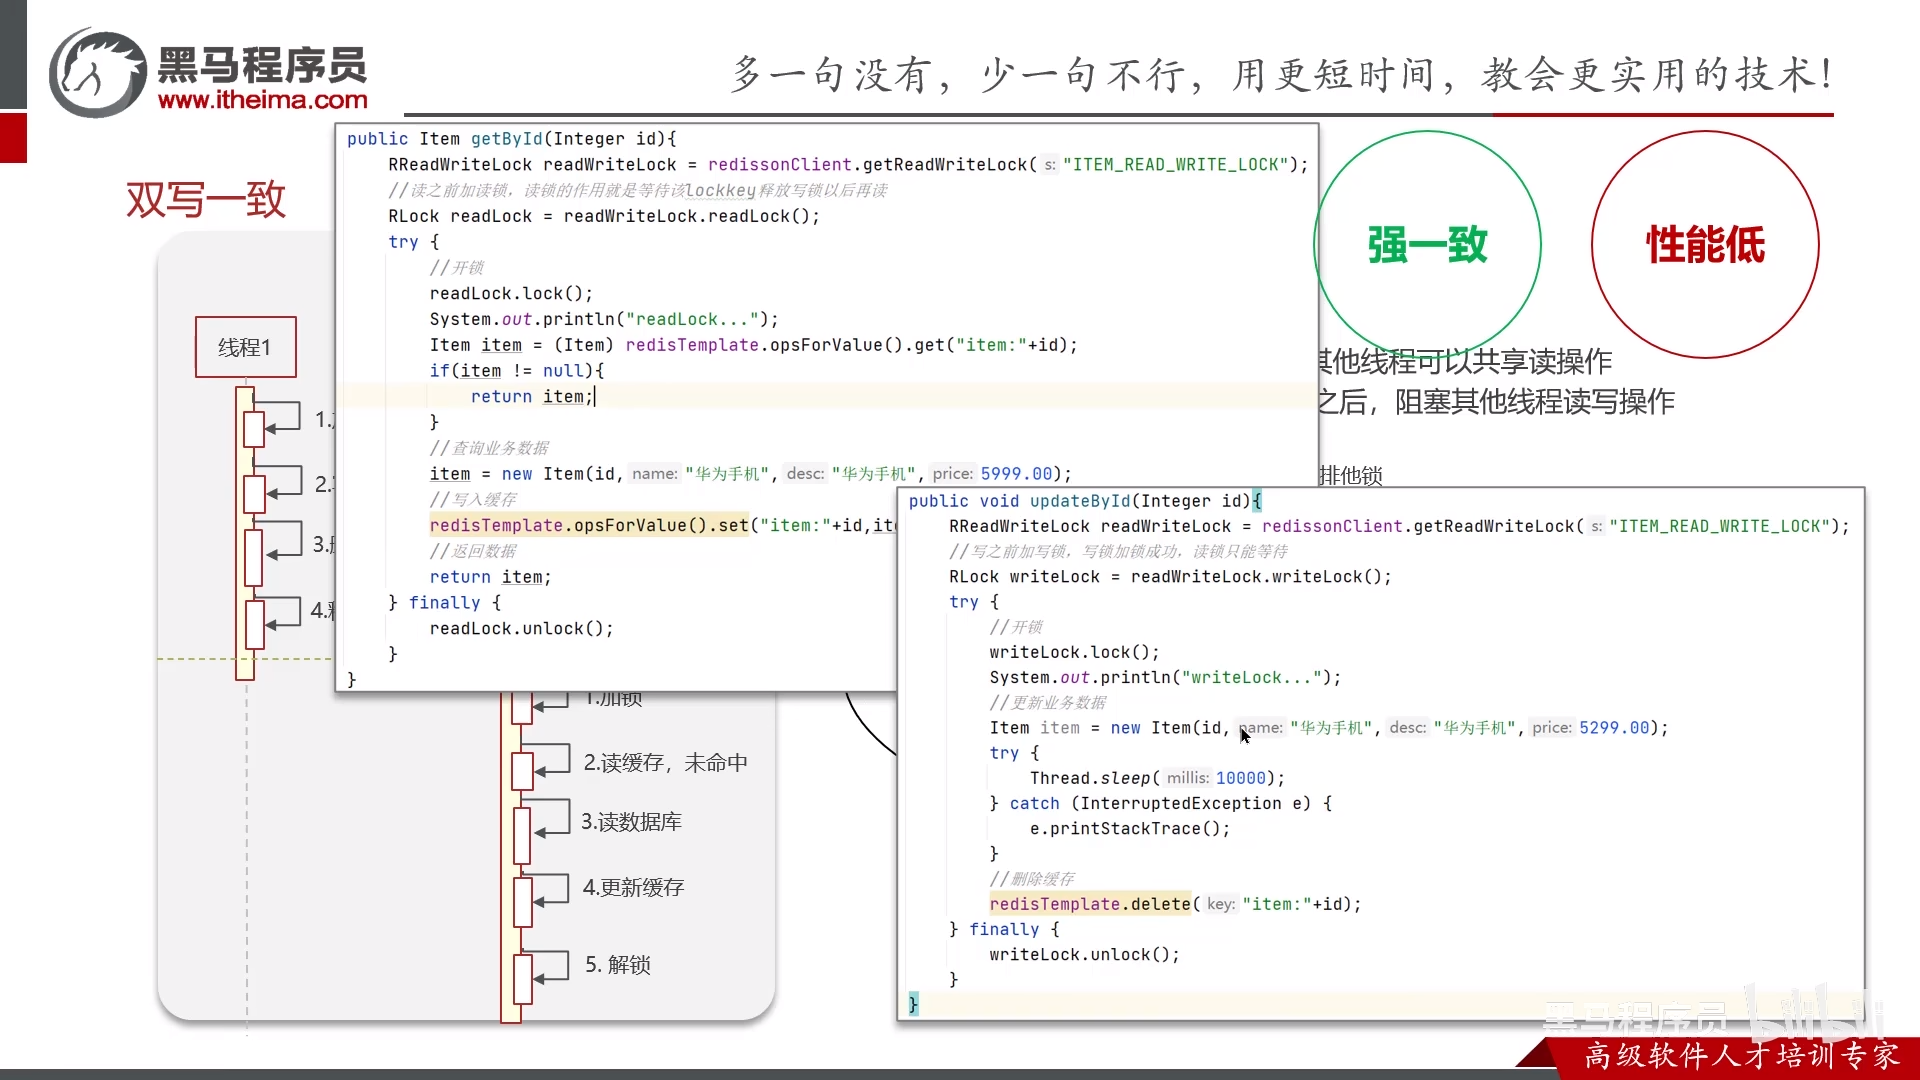 黑马程序员
www.itheima.com
多一句没有，少一句不行，用更短时间，教会更实用的技术！
双写一致
强一致
性能低
其他线程可以共享读操作
之后，阻塞其他线程读写操作
排他锁
线程1
1.
2.
3.
4.
public Item getById(Integer id){
RReadWriteLock readWriteLock = redissonClient.getReadWriteLock( s: "ITEM_READ_WRITE_LOCK");
//读之前加读锁，读锁的作用就是等待该lockkey释放写锁以后再读
RLock readLock = readWriteLock.readLock();
try {
//开锁
readLock.lock();
System.out.println("readLock...");
Item item = (Item) redisTemplate.opsForValue().get("item:"+id);
if(item != null){
return item;
}
//查询业务数据
item = new Item(id, name: "华为手机", desc: "华为手机", price: 5999.00);
//写入缓存
redisTemplate.opsForValue().set("item:"+id,
//返回数据
return item;
} finally {
readLock.unlock();
}
}
public void updateById(Integer id){
RReadWriteLock readWriteLock = redissonClient.getReadWriteLock( s: "ITEM_READ_WRITE_LOCK");
//写之前加写锁，写锁加锁成功，读锁只能等待
RLock writeLock = readWriteLock.writeLock();
try {
//开锁
writeLock.lock();
System.out.println("writeLock...");
//更新业务数据
Item item = new Item(id, name: "华为手机", desc: "华为手机", price: 5299.00);
try {
Thread.sleep( millis: 10000);
} catch (InterruptedException e) {
e.printStackTrace();
}
//删除缓存
redisTemplate.delete( key: "item:"+id);
} finally {
writeLock.unlock();
}
}
1.加锁
2.读缓存，未命中
3.读数据库
4.更新缓存
5. 解锁
黑马程序员 bilibili
高级软件人才培训专家